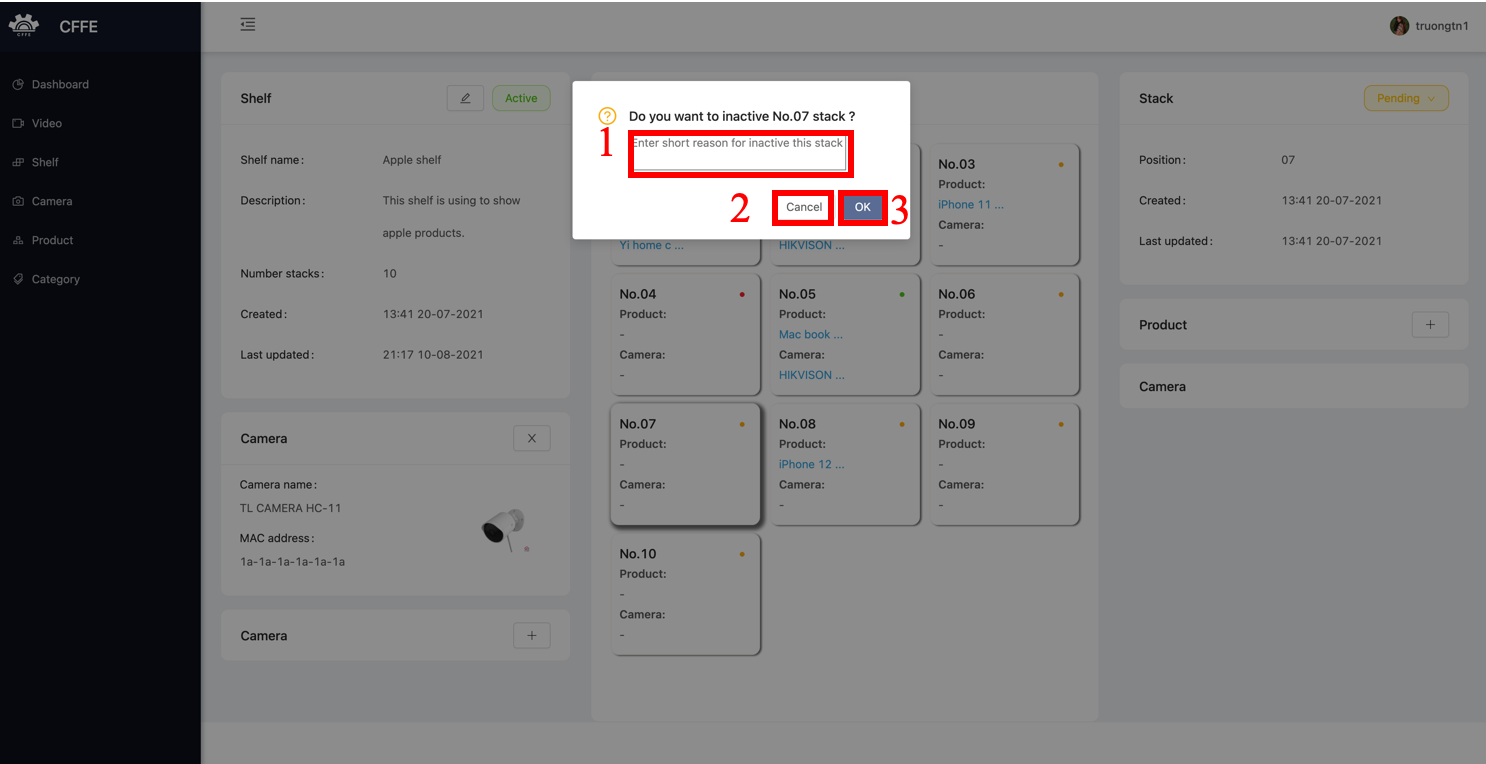 CFFE
CFFE
truongtn1
Dashboard
Video
Shelf
Camera
Product
Category
Shelf
Active
Shelf name :
Apple shelf
Description :
This shelf is using to show
apple products.
Number stacks :
10
Created :
13:41 20-07-2021
Last updated :
21:17 10-08-2021
Camera
X
Camera name :
TL CAMERA HC-11
MAC address :
1a-1a-1a-1a-1a-1a
Camera
+
Do you want to inactive No.07 stack ?
1
Enter short reason for inactive this stack
2
Cancel
OK
3
Yi home c ...
HIKVISON ...
No.03
Product:
iPhone 11 ...
Camera:
-
No.04
Product:
-
Camera:
-
No.05
Product:
Mac book ...
Camera:
HIKVISON ...
No.06
Product:
-
Camera:
-
No.07
Product:
-
Camera:
-
No.08
Product:
iPhone 12 ...
Camera:
-
No.09
Product:
-
Camera:
-
No.10
Product:
-
Camera:
-
Stack
Pending
Position :
07
Created :
13:41 20-07-2021
Last updated :
13:41 20-07-2021
Product
+
Camera